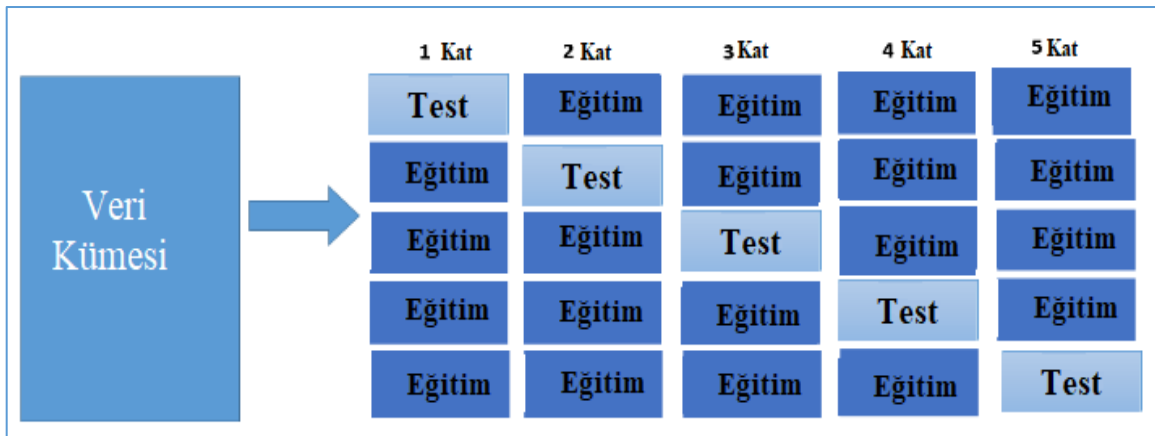 1 Kat 2 Kat 3 Kat 4 Kat 5 Kat
Veri
Kümesi
Test Eğitim Eğitim Eğitim Eğitim
Eğitim Test Eğitim Eğitim Eğitim
Eğitim Eğitim Test Eğitim Eğitim
Eğitim Eğitim Eğitim Test Eğitim
Eğitim Eğitim Eğitim Eğitim Test